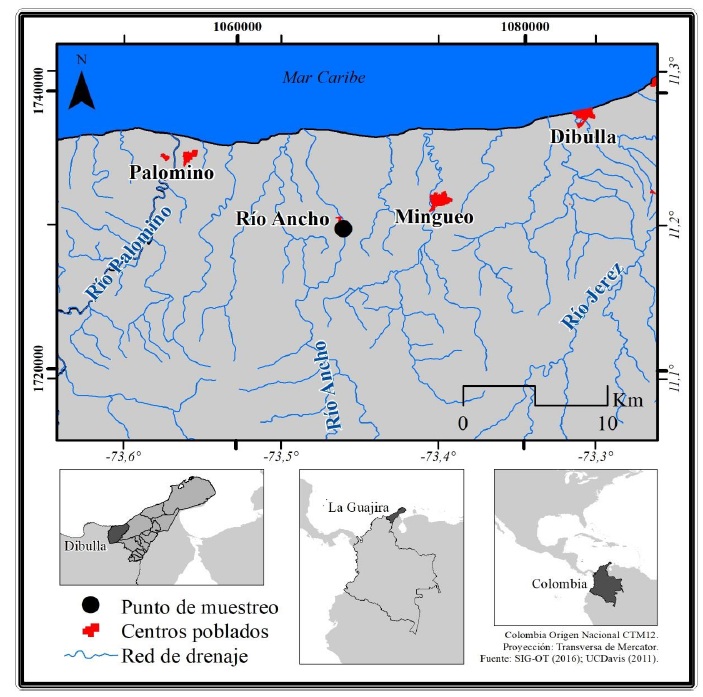 1060000
1080000
N
Mar Caribe
1740000
11,3°
Dibulla
Palomino
Río Ancho
Mingueo
11,2°
Río Palomino
Río Jerez
Río Ancho
1720000
11,1°
Km
0
10
-73,6°
-73,5°
-73,4°
-73,3°
Dibulla
La Guajira
Colombia
Punto de muestreo
Centros poblados
Red de drenaje
Colombia Origen Nacional CTM12.
Proyección: Transversa de Mercator.
Fuente: SIG-OT (2016); UCDavis (2011).